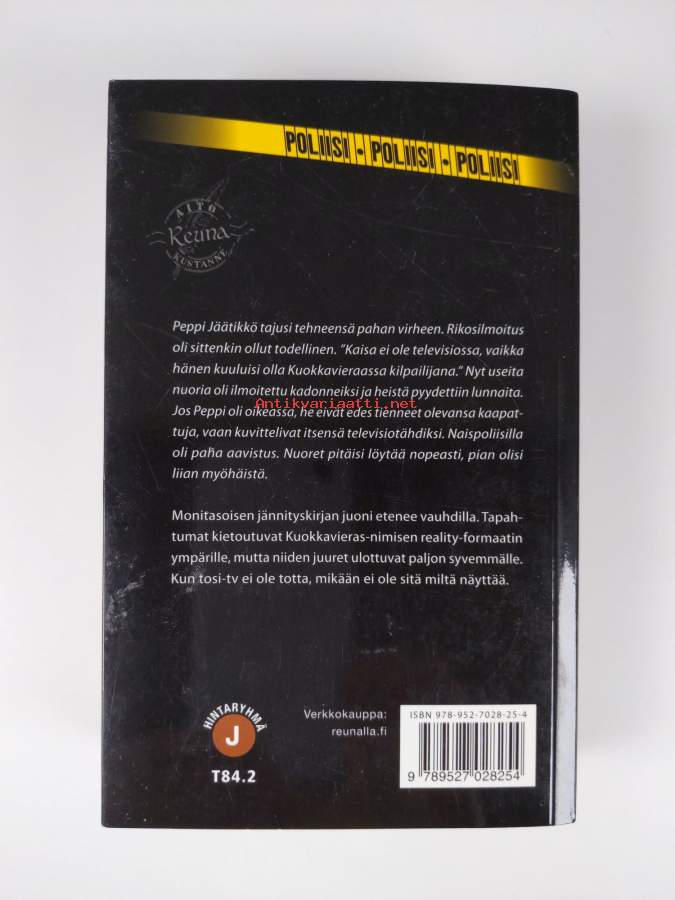 POLIISI - POLIISI - POLIISI
AITO
Reuna
KUSTANNE
Peppi Jäätikkö tajusi tehneensä pahan virheen. Rikosilmoitus
oli sittenkin ollut todellinen. ”Kaisa ei ole televisiossa, vaikka
hänen kuuluisi olla Kuokkavieraassa kilpailijana.” Nyt useita
nuoria oli ilmoitettu kadonneiksi ja heistä pyydettiin lunnaita.
Antikvariaatti.net
Jos Peppi oli oikeassa, he eivät edes tienneet olevansa kaapat-
tuja, vaan kuvittelivat itsensä televisiotähdiksi. Naispoliisilla
oli paha aavistus. Nuoret pitäisi löytää nopeasti, pian olisi
liian myöhäistä.
Monitasoisen jännityskirjan juoni etenee vauhdilla. Tapah-
tumat kietoutuvat Kuokkavieras-nimisen reality-formaatin
ympärille, mutta niiden juuret ulottuvat paljon syvemmälle.
Kun tosi-tv ei ole totta, mikään ei ole sitä miltä näyttää.
HINTARYHMÄ
J
T84.2
Verkkokauppa:
reunalla.fi
ISBN 978-952-7028-25-4
9 789527 028254